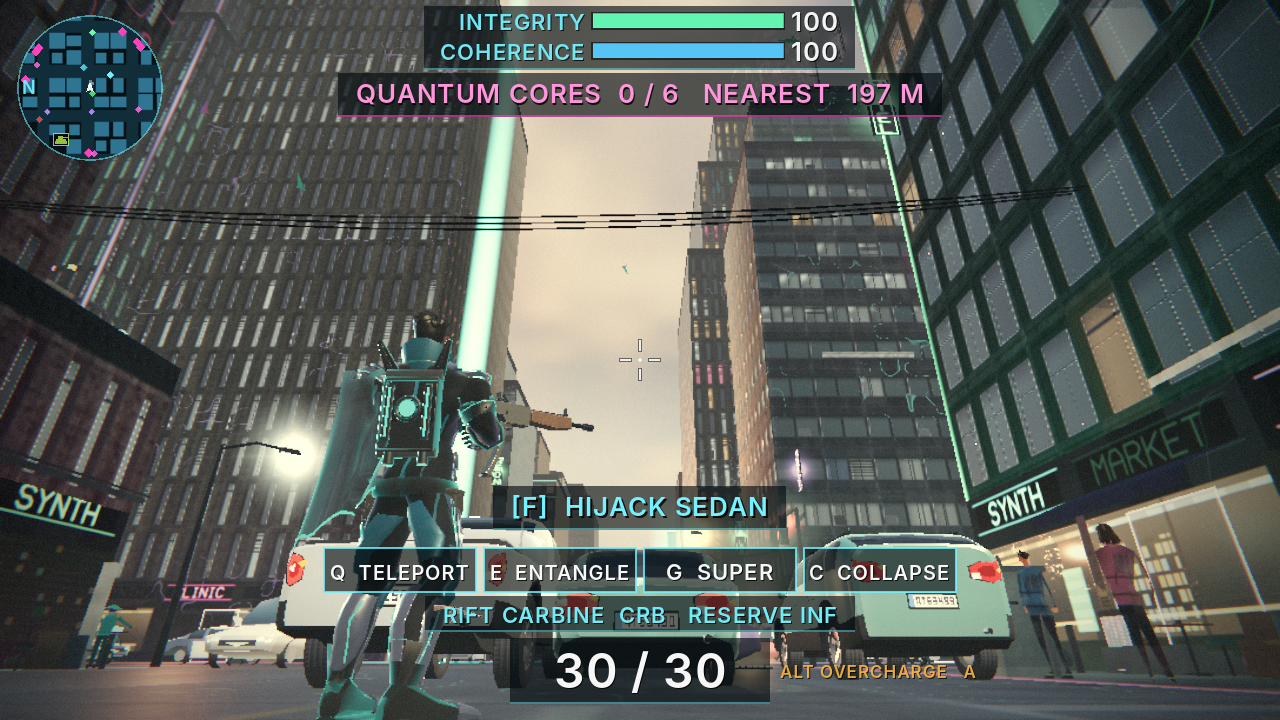 INTEGRITY 100
COHERENCE 100
QUANTUM CORES 0 / 6 NEAREST 197 M
N
E
MARKET
SYNTH
SYNTH
LINIC
[F] HIJACK SEDAN
Q TELEPORT
E ENTANGLE
G SUPER
C COLLAPSE
RIFT CARBINE CRB RESERVE INF
30 / 30
ALT OVERCHARGE A